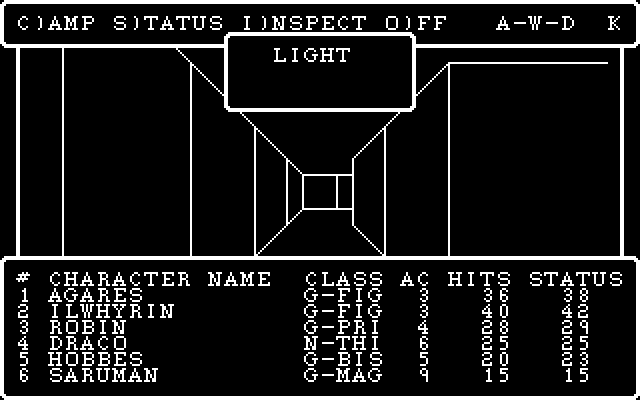 C)AMP S)TATUS I)NSPECT O)FF A-W-D K
LIGHT
# CHARACTER NAME CLASS AC HITS STATUS
1 AGARES G-FIG 3 36 38
2 ILWHYRIN G-FIG 3 40 42
3 ROBIN G-PRI 4 28 29
4 DRACO N-THI 6 25 25
5 HOBBES G-BIS 5 20 23
6 SARUMAN G-MAG 9 15 15